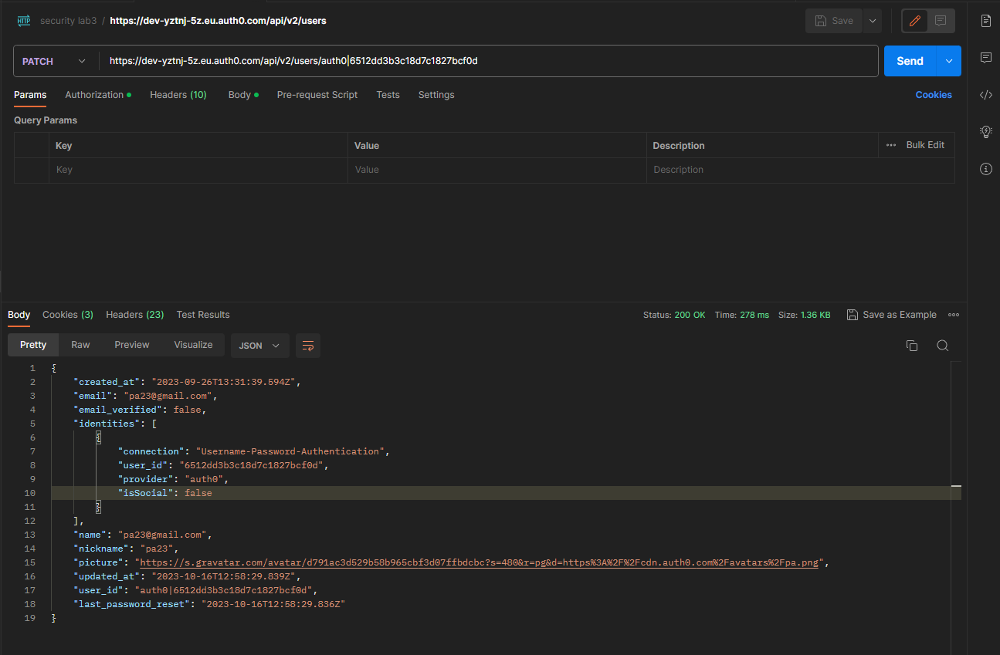 HTTP security lab3 / https://dev-yztnj-5z.eu.auth0.com/api/v2/users Save
PATCH https://dev-yztnj-5z.eu.auth0.com/api/v2/users/auth0|6512dd3b3c18d7c1827bcf0d Send
Params Authorization Headers (10) Body Pre-request Script Tests Settings Cookies
Query Params
Key Value Description Bulk Edit
Key Value Description
Body Cookies (3) Headers (23) Test Results Status: 200 OK Time: 278 ms Size: 1.36 KB Save as Example
Pretty Raw Preview Visualize JSON
1 {
2 "created_at": "2023-09-26T13:31:39.594Z",
3 "email": "pa23@gmail.com",
4 "email_verified": false,
5 "identities": [
6 {
7 "connection": "Username-Password-Authentication",
8 "user_id": "6512dd3b3c18d7c1827bcf0d",
9 "provider": "auth0",
10 "isSocial": false
11 }
12 ],
13 "name": "pa23@gmail.com",
14 "nickname": "pa23",
15 "picture": "https://s.gravatar.com/avatar/d791ac3d529b58b965cbf3d07ffbdcbc?s=480&r=pg&d=https%3A%2F%2Fcdn.auth0.com%2Favatars%2Fpa.png",
16 "updated_at": "2023-10-16T12:58:29.839Z",
17 "user_id": "auth0|6512dd3b3c18d7c1827bcf0d",
18 "last_password_reset": "2023-10-16T12:58:29.836Z"
19 }